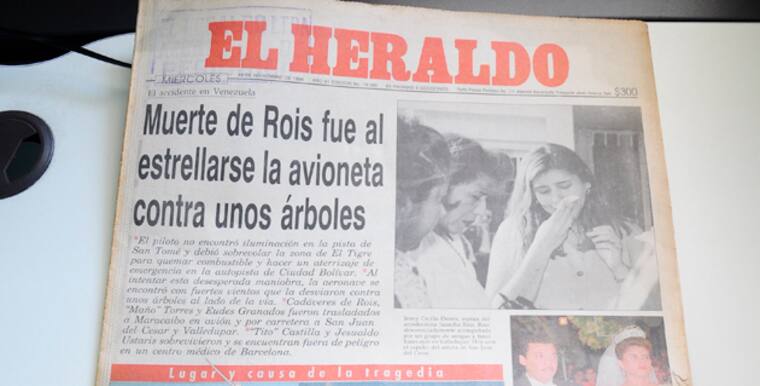 EL HERALDO
MIERCOLES
DE NOVIEMBRE DE
$300
El accidente en Venezuela
Muerte de Rois fue al
estrellarse la avioneta
contra unos árboles
*El piloto no encontró iluminación en la pista de
San Tomé y debió sobrevolar la zona de El Tigre
para quemar combustible y hacer un aterrizaje de
emergencia en la autopista de Ciudad Bolívar. *Al
intentar esta desesperada maniobra, la aeronave se
encontró con fuertes vientos que la desviaron contra
unos árboles al lado de la vía. *Cadáveres de Rois,
"Maño" Torres y Eudes Granados fueron trasladados
a Maracaibo en avión y por carretera a San Juan
del Cesar y Valledupar. *"Tito" Castilla y Jesualdo
Ustaris sobrevivieron y se encuentran fuera de peligro
en un centro médico de Barcelona.
Lugar y causa de la tragedia